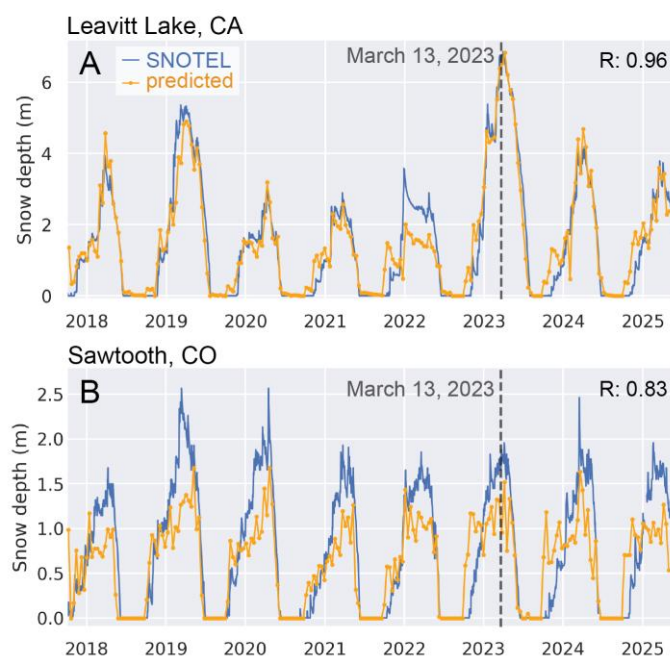 Leavitt Lake, CA
A
SNOTEL
predicted
March 13, 2023
R: 0.96
Snow depth (m)
6
4
2
0
2018 2019 2020 2021 2022 2023 2024 2025
Sawtooth, CO
B
March 13, 2023
R: 0.83
Snow depth (m)
2.5
2.0
1.5
1.0
0.5
0.0
2018 2019 2020 2021 2022 2023 2024 2025